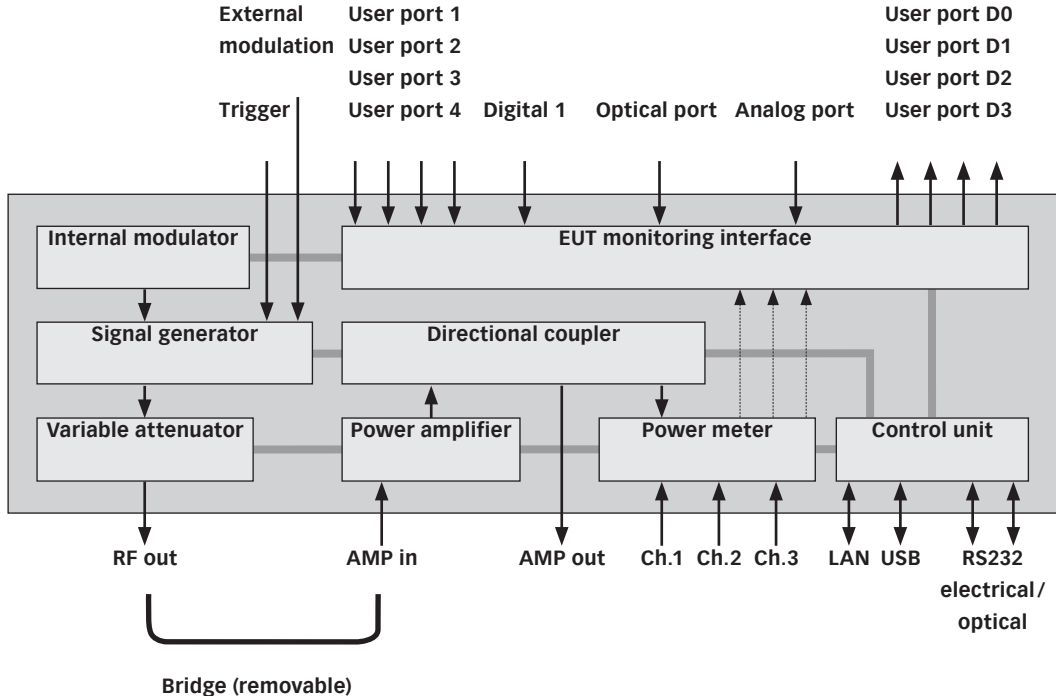 External
modulation
Trigger
User port 1
User port 2
User port 3
User port 4
Digital 1
Optical port
Analog port
User port D0
User port D1
User port D2
User port D3
Internal modulator
EUT monitoring interface
Signal generator
Directional coupler
Variable attenuator
Power amplifier
Power meter
Control unit
RF out
AMP in
AMP out
Ch.1
Ch.2
Ch.3
LAN
USB
RS232
electrical/
optical
Bridge (removable)